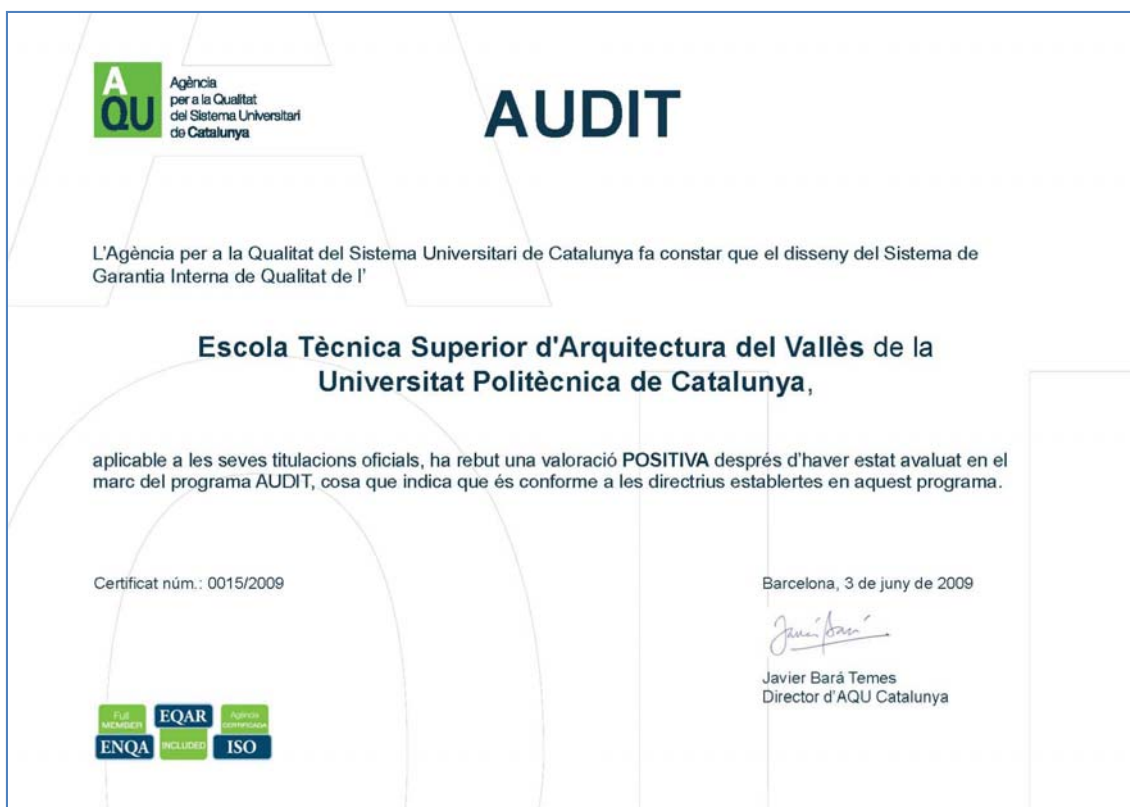 AQU
Agència
per a la Qualitat
del Sistema Universitari
de Catalunya
AUDIT
L'Agència per a la Qualitat del Sistema Universitari de Catalunya fa constar que el disseny del Sistema de
Garantia Interna de Qualitat de l'
Escola Tècnica Superior d'Arquitectura del Vallès de la
Universitat Politècnica de Catalunya,
aplicable a les seves titulacions oficials, ha rebut una valoració POSITIVA després d'haver estat avaluat en el
marc del programa AUDIT, cosa que indica que és conforme a les directrius establertes en aquest programa.
Certificat núm.: 0015/2009
Barcelona, 3 de juny de 2009
Javier Bará
Javier Bará Temes
Director d'AQU Catalunya
Full
MEMBER
ENQA
EQAR
INCLUDED
Agència
CERTIFICADA
ISO